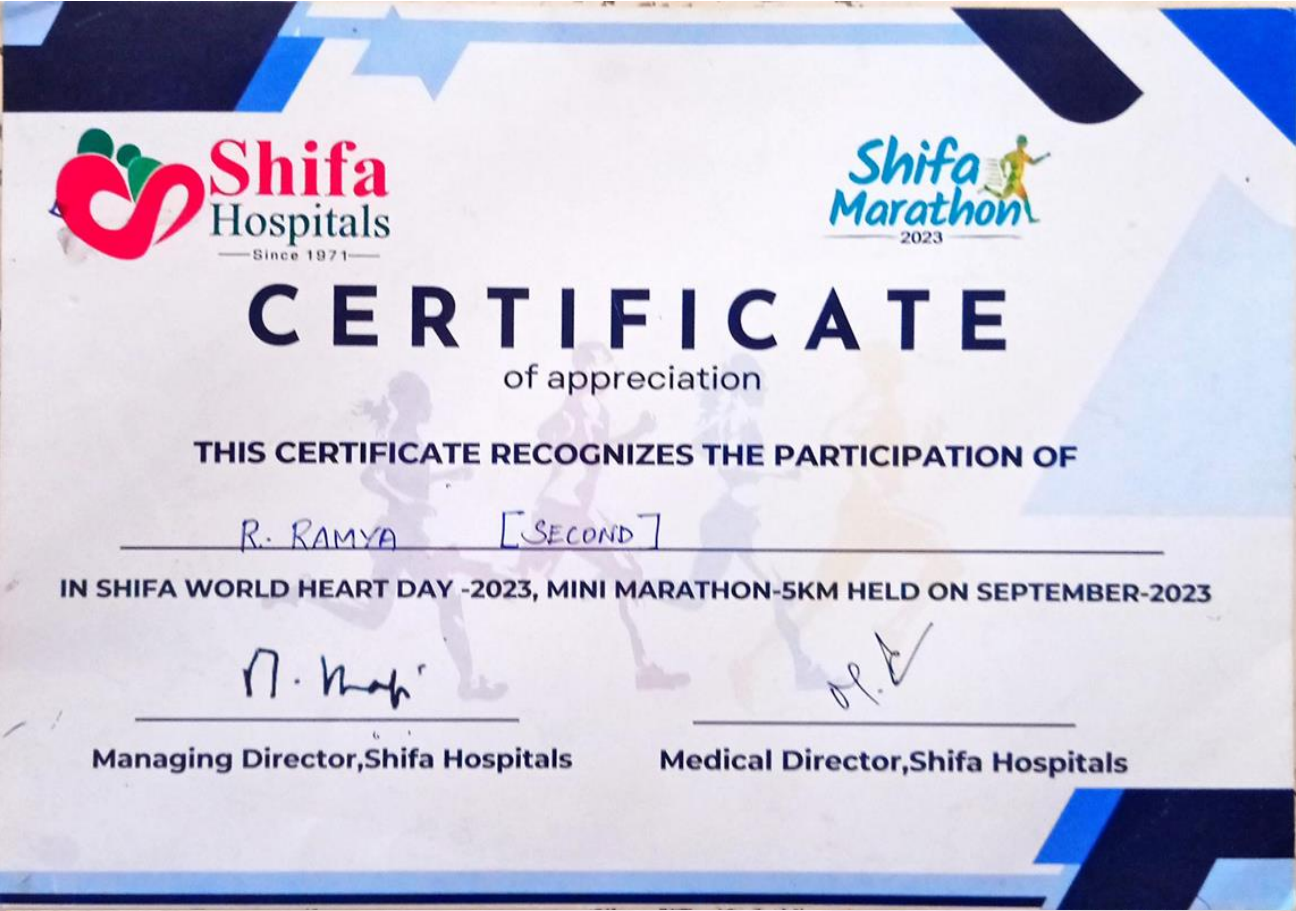 Shifa
Hospitals
Since 1971
Shifa
Marathon
2023
CERTIFICATE
of appreciation
THIS CERTIFICATE RECOGNIZES THE PARTICIPATION OF
R. RAMYA [SECOND]
IN SHIFA WORLD HEART DAY -2023, MINI MARATHON-5KM HELD ON SEPTEMBER-2023
Managing Director,Shifa Hospitals
Medical Director,Shifa Hospitals